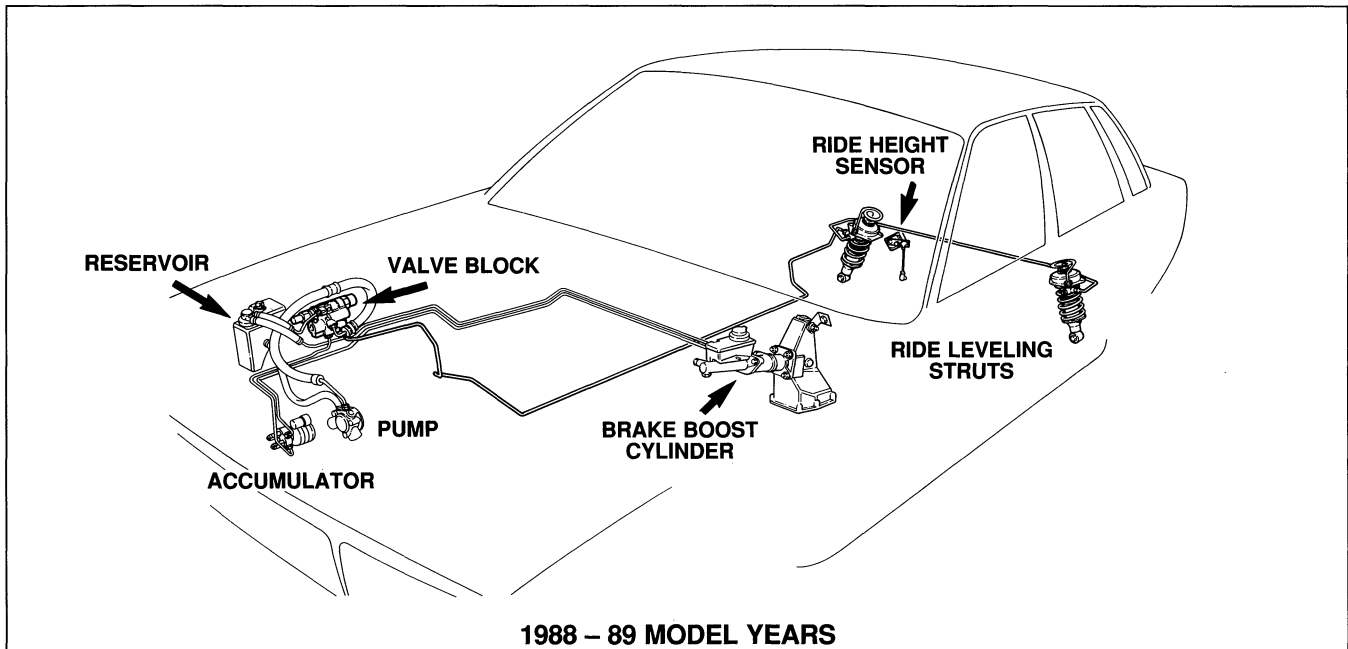 RIDE HEIGHT
SENSOR
RESERVOIR
VALVE BLOCK
RIDE LEVELING
STRUTS
PUMP
BRAKE BOOST
CYLINDER
ACCUMULATOR
1988 – 89 MODEL YEARS